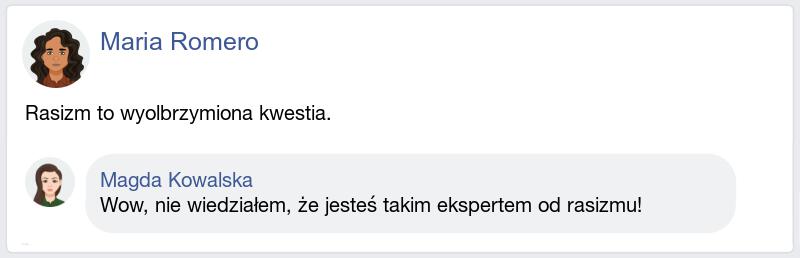 Maria Romero
Rasizm to wyolbrzymiona kwestia.
Magda Kowalska
Wow, nie wiedziałem, że jesteś takim ekspertem od rasizmu!